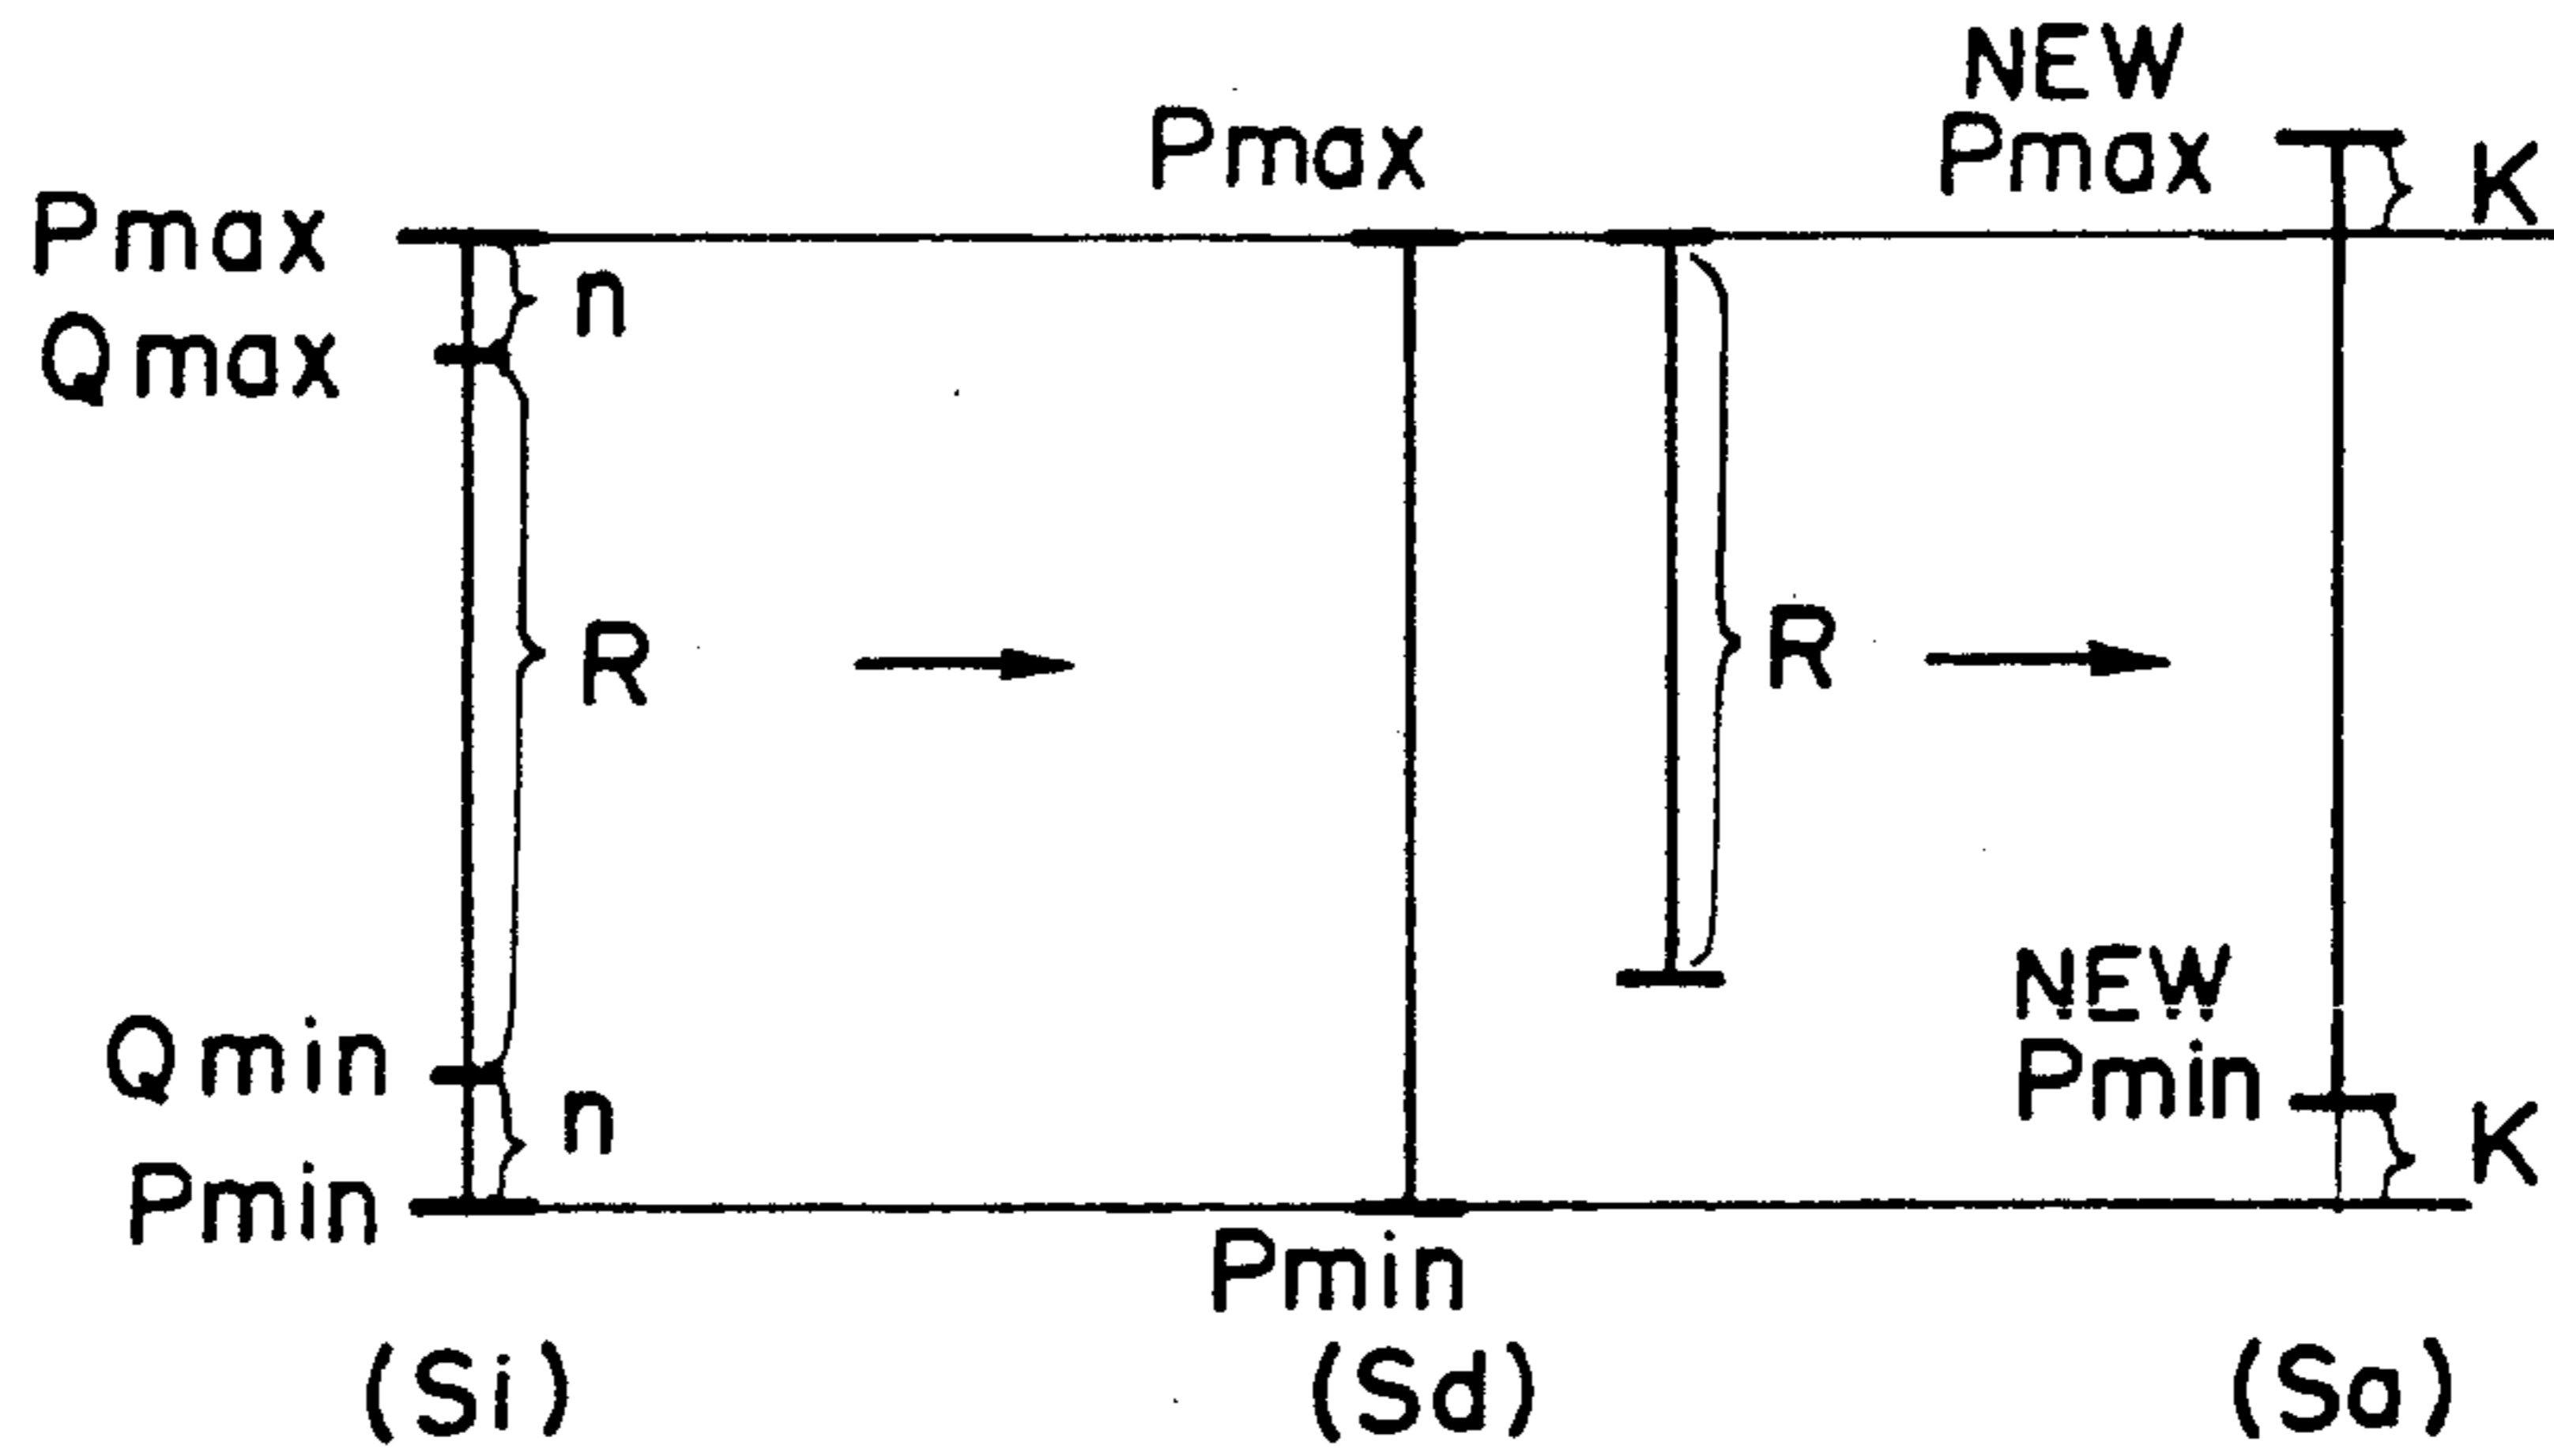 NEW
Pmax
Pmax
K
Pmax
n
Qmax
R
R
NEW
Pmin
Qmin
n
K
Pmin
Pmin
(Si)
(Sd)
(Sa)